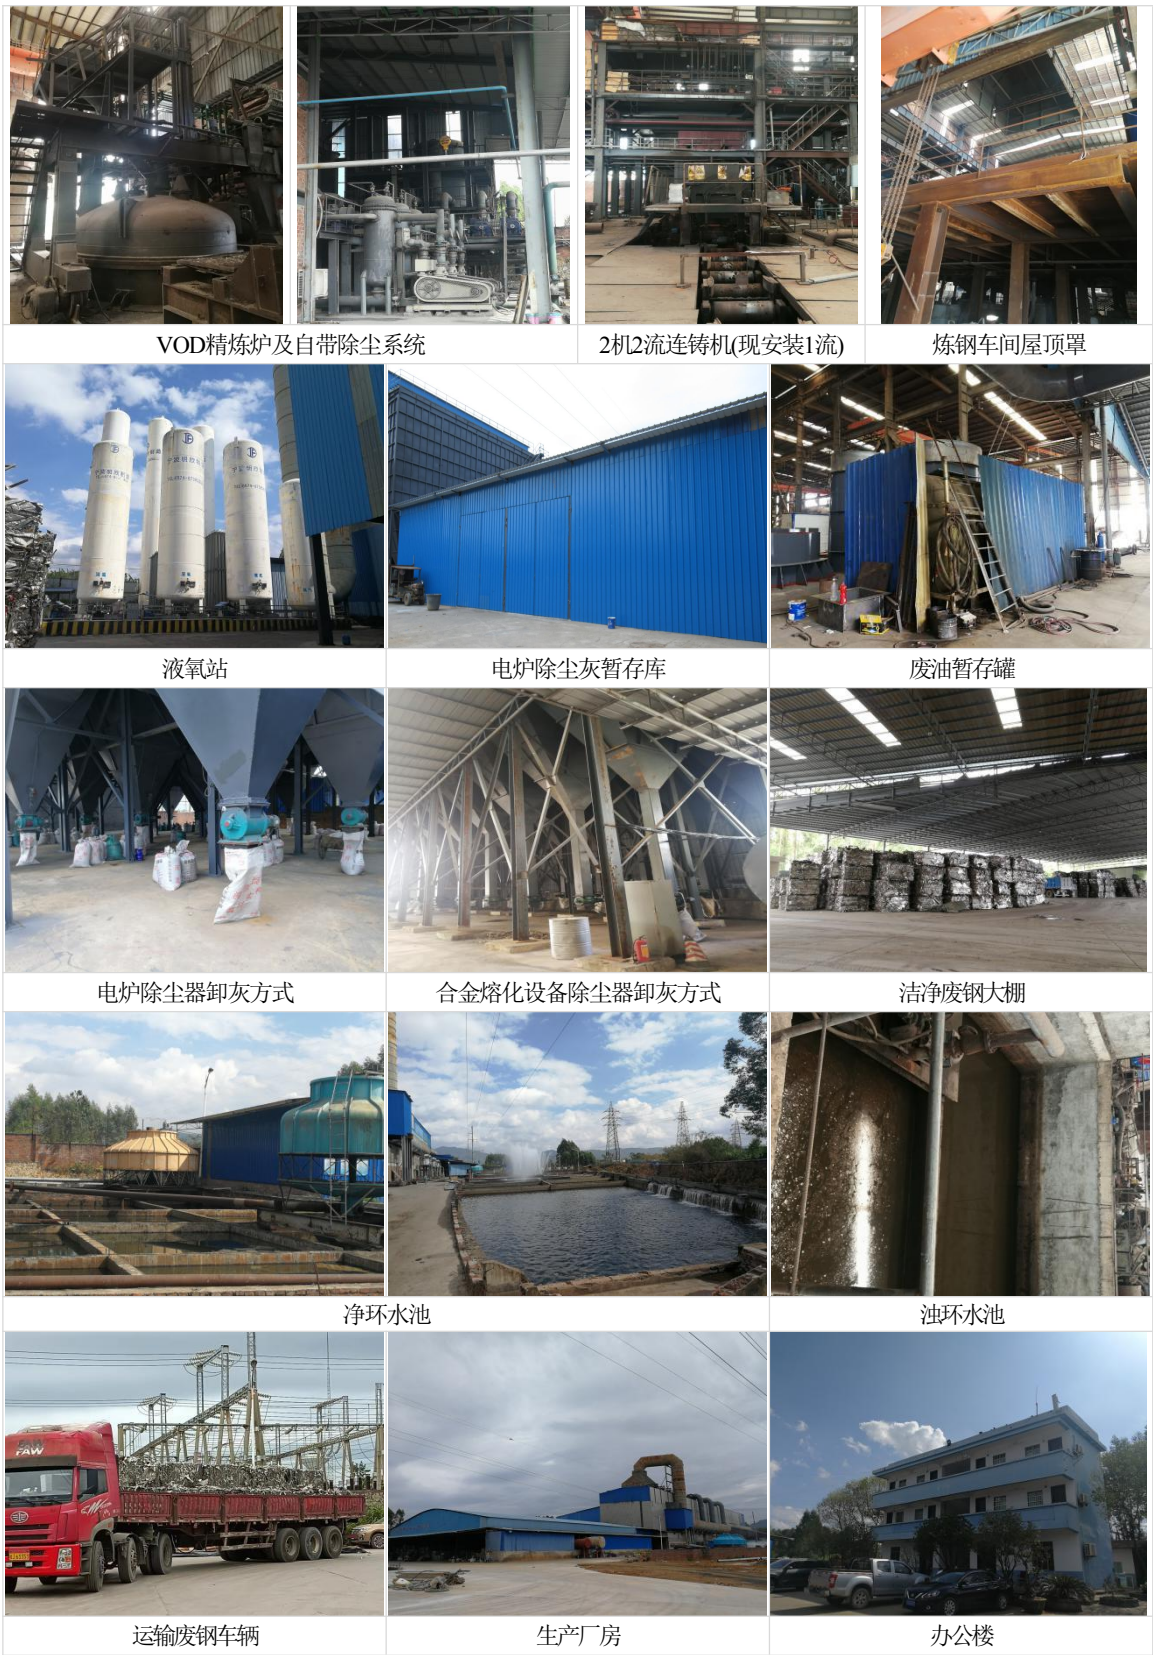 VOD精炼炉及自带除尘系统
2机2流连铸机(现安装1流)
炼钢车间屋顶罩
液氧站
电炉除尘灰暂存库
废油暂存罐
电炉除尘器卸灰方式
合金熔化设备除尘器卸灰方式
洁净废钢大棚
净环水池
浊环水池
FAW
运输废钢车辆
生产厂房
办公楼